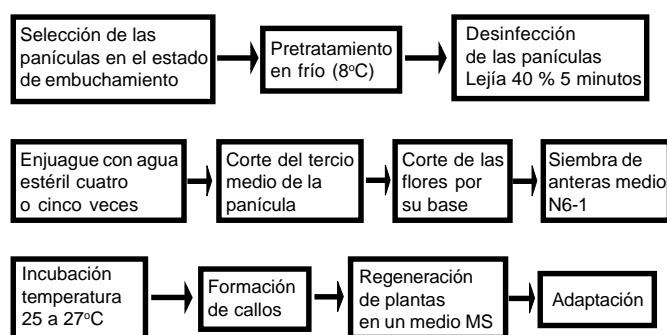 Selección de las
panículas en el estado
de embuchamiento
Pretratamiento
en frío (8°C)
Desinfección
de las panículas
Lejía 40 % 5 minutos
Enjuague con agua
estéril cuatro
o cinco veces
Corte del tercio
medio de la
panícula
Corte de las
flores por
su base
Siembra de
anteras medio
N6-1
Incubación
temperatura
25 a 27°C
Formación
de callos
Regeneración
de plantas
en un medio MS
Adaptación